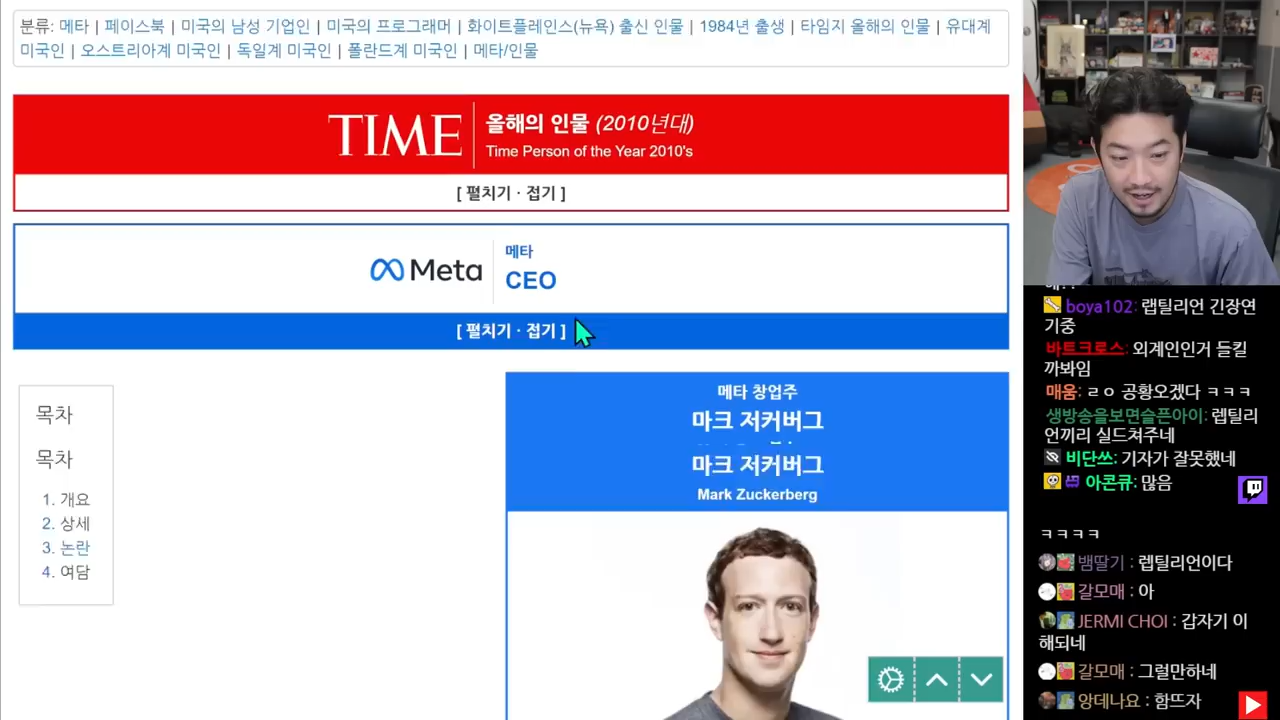 분류: 메타 | 페이스북 | 미국의 남성 기업인 | 미국의 프로그래머 | 화이트플레인스(뉴욕) 출신 인물 | 1984년 출생 | 타임지 올해의 인물 | 유대계
미국인 | 오스트리아계 미국인 | 독일계 미국인 | 폴란드계 미국인 | 메타/인물
TIME
올해의 인물 (2010년대)
Time Person of the Year 2010's
[ 펼치기 · 접기 ]
Meta
메타
CEO
[ 펼치기 · 접기 ]
목차
목차
1. 개요
2. 상세
3. 논란
4. 여담
메타 창업주
마크 저커버그
마크 저커버그
Mark Zuckerberg
boya102: 랩틸리언 긴장연
기중
바트크로스: 외계인인거 들킬
까봐임
매움: ㄹㅇ 공황오겠다 ㅋㅋㅋ
생방송을보면슬픈아이: 렙틸리
언끼리 실드쳐주네
비단쓰: 기자가 잘못했네
아콘큐: 많음
ㅋㅋㅋㅋ
뱀딸기 : 렙틸리언이다
갈모매 : 아
JERMI CHOI : 갑자기 이
해되네
갈모매 : 그럴만하네
앙데나요 : 함뜨자